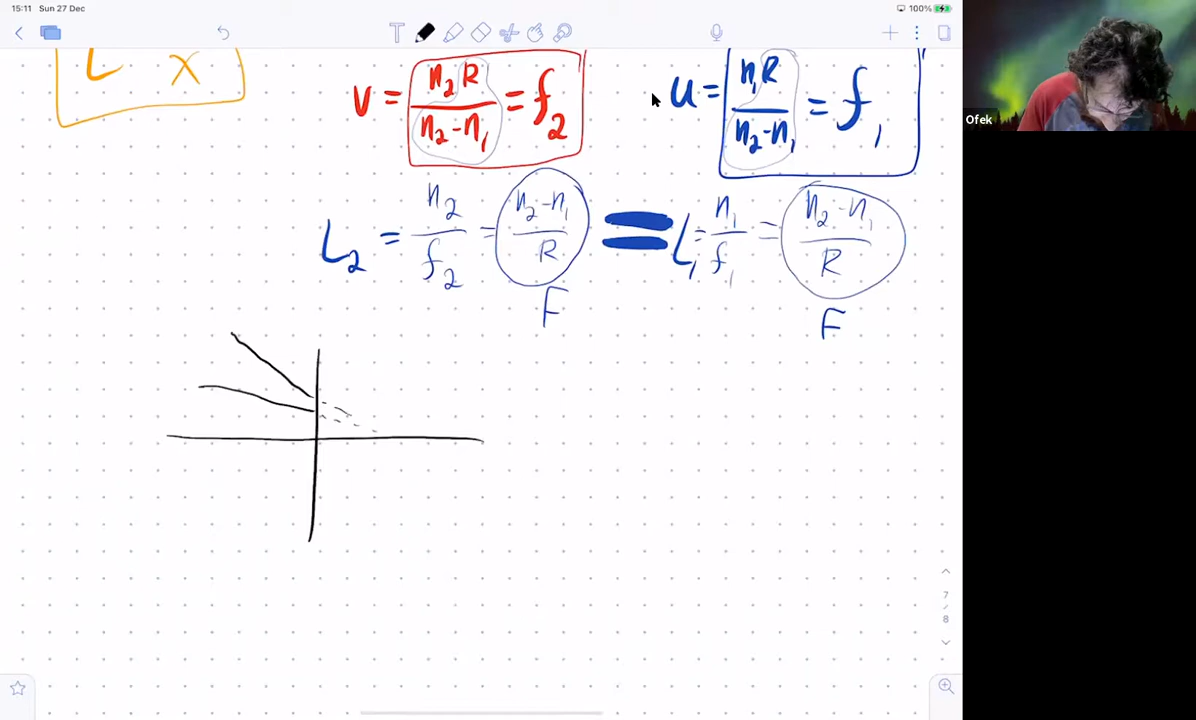 15:11 Sun 27 Dec
100%
Ofek
L x
v = n₂R / n₂-n₁ = f₂
u = n₁R / n₂-n₁ = f₁
L₂ = n₂ / f₂ = n₂-n₁ / R = L₁ = n₁ / f₁ = n₂-n₁ / R
F F
7
/
8